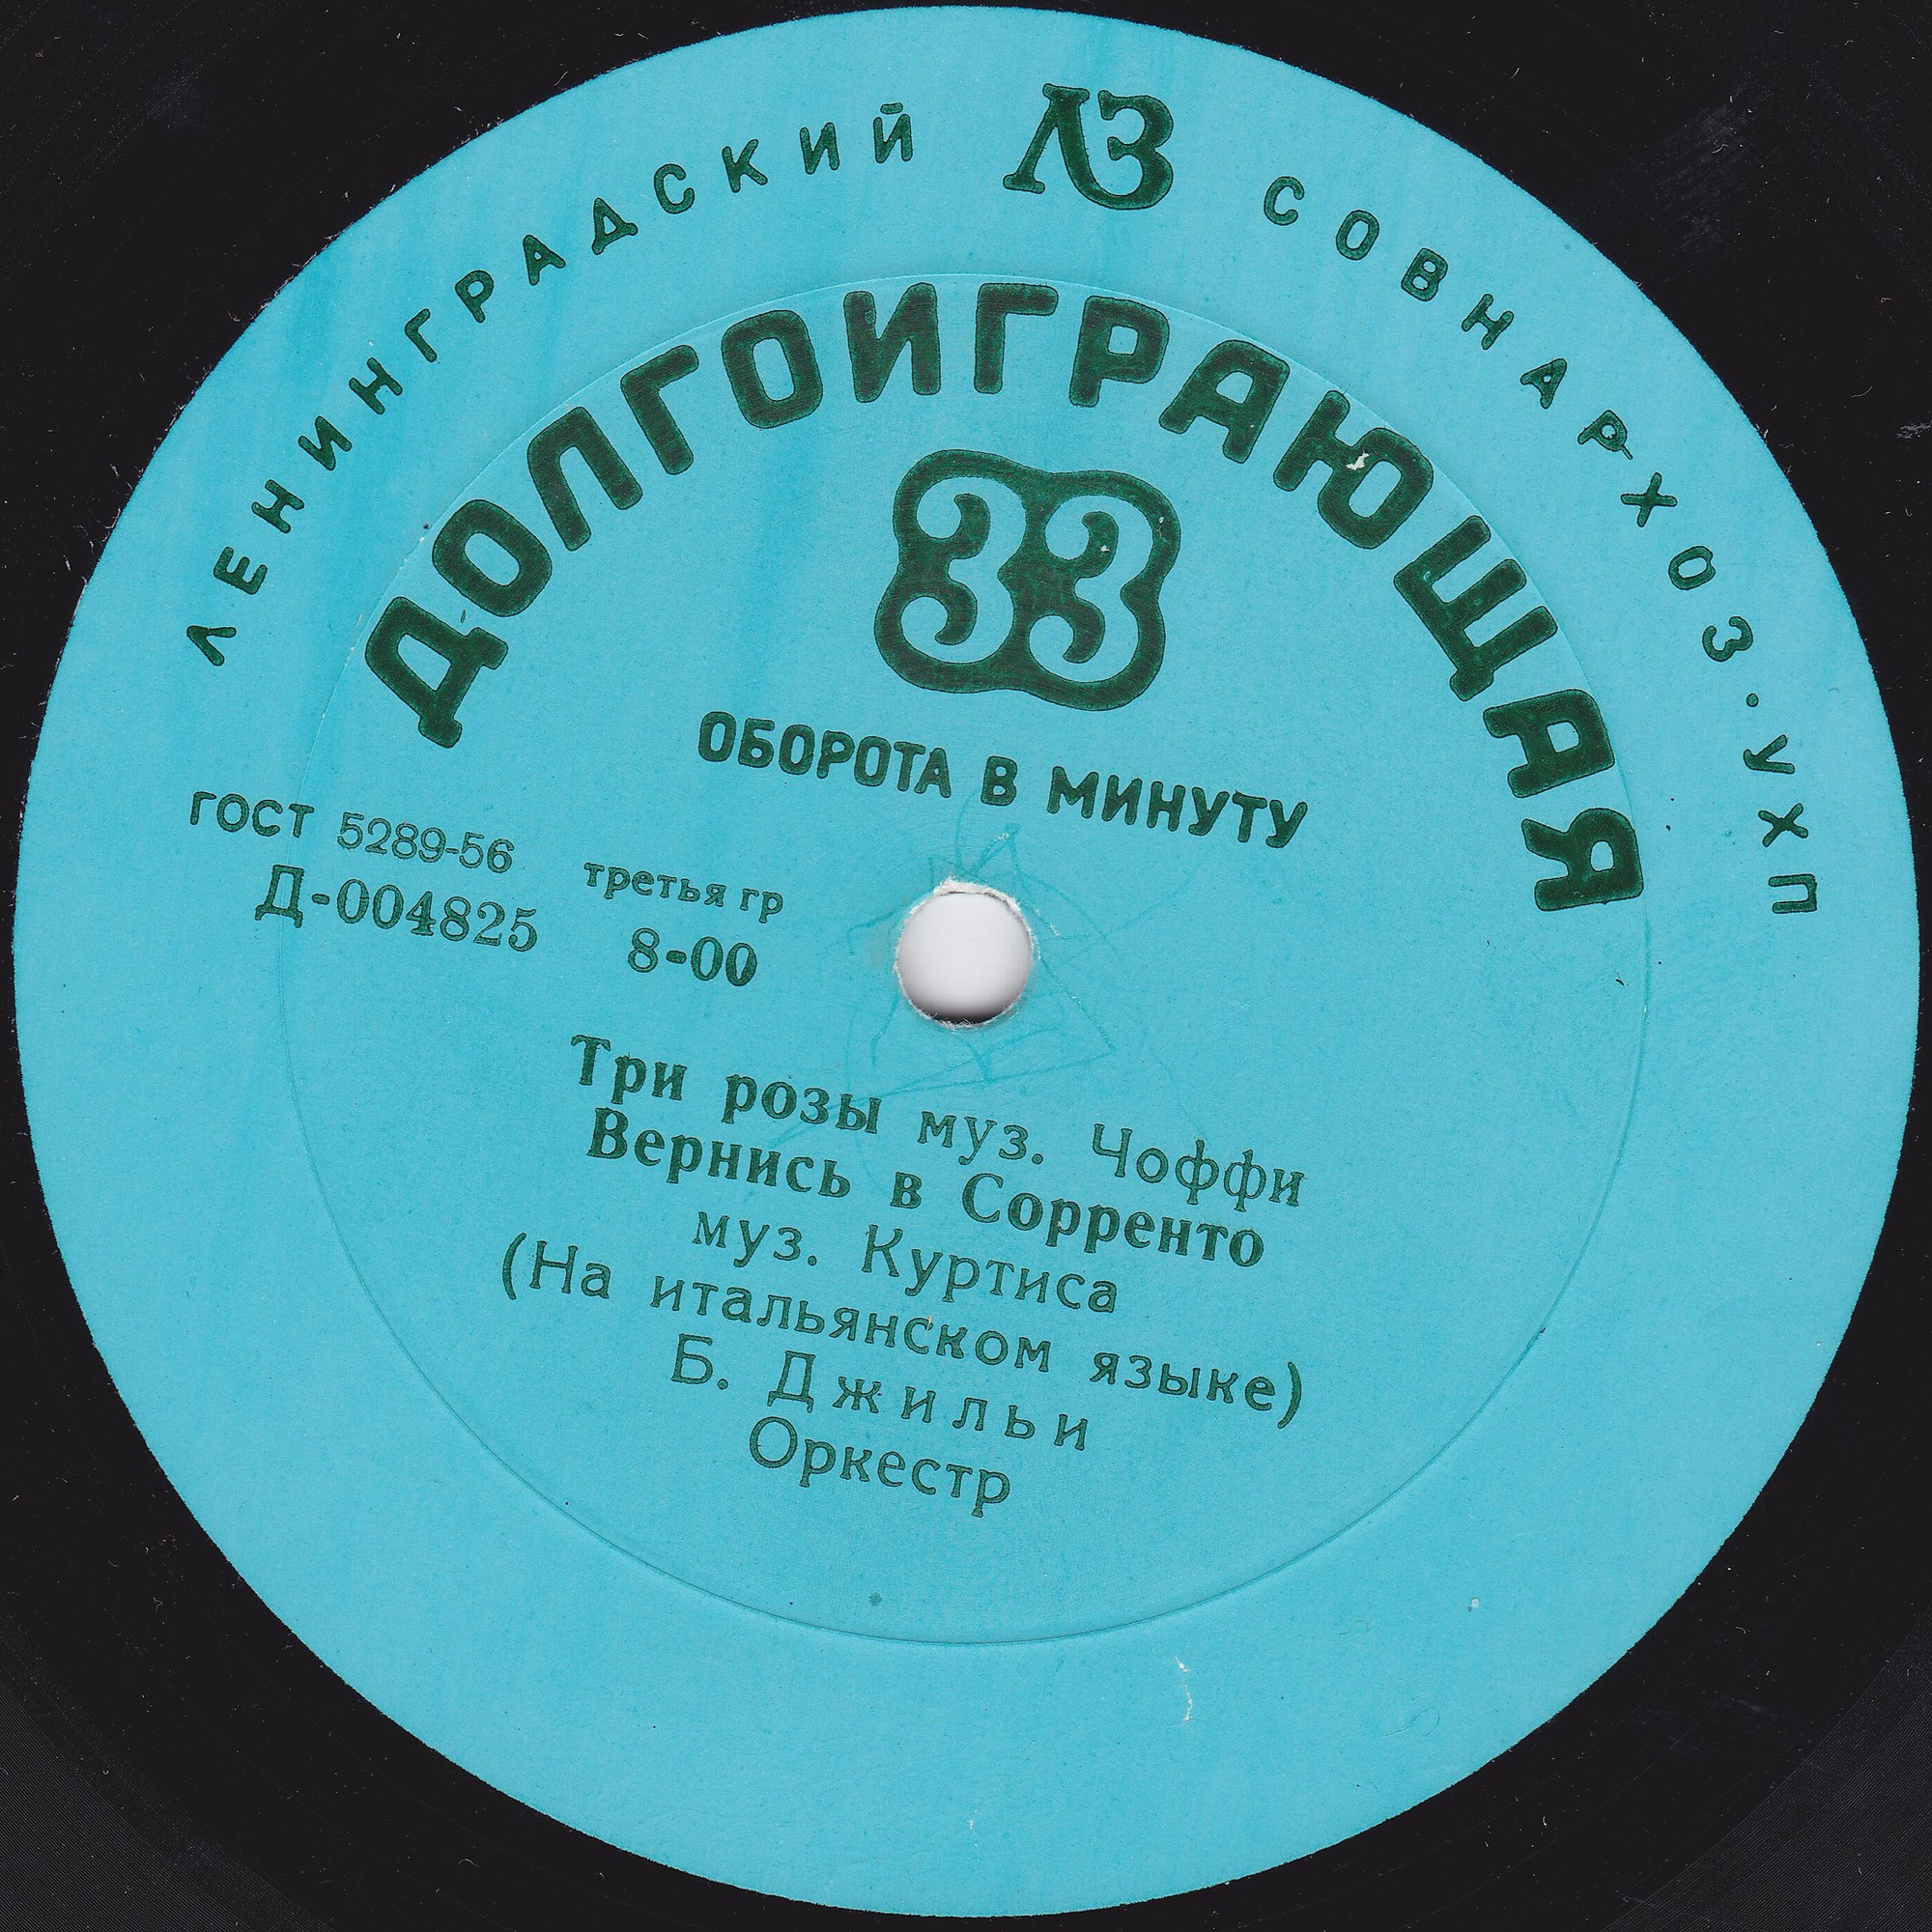 ЛЕНИНГРАДСКИЙ ЛЗ СОВНАРХОЗ·УХП
ДОЛГОИГРАЮЩАЯ
33
ОБОРОТА В МИНУТУ
ГОСТ 5289-56 третья гр
Д-004825 8-00
Три розы муз. Чоффи
Вернись в Сорренто
муз. Куртиса
(На итальянском языке)
Б. Джильи
Оркестр